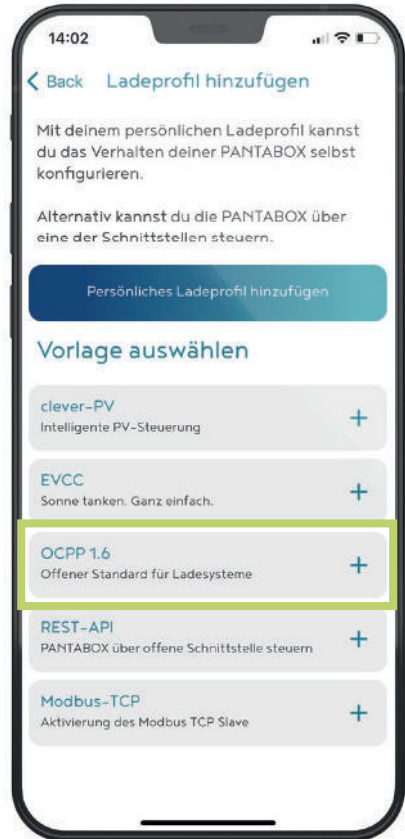 14:02
Back Ladeprofil hinzufügen
Mit deinem persönlichen Ladeprofil kannst
du das Verhalten deiner PANTABOX selbst
konfigurieren.
Alternativ kannst du die PANTABOX über
eine der Schnittstellen steuern.
Persönliches Ladeprofil hinzufügen
Vorlage auswählen
clever-PV
Intelligente PV-Steuerung
EVCC
Sonne tanken. Ganz einfach.
OCPP 1.6
Offener Standard für Ladesysteme
REST-API
PANTABOX über offene Schnittstelle steuern
Modbus-TCP
Aktivierung des Modbus TCP Slave